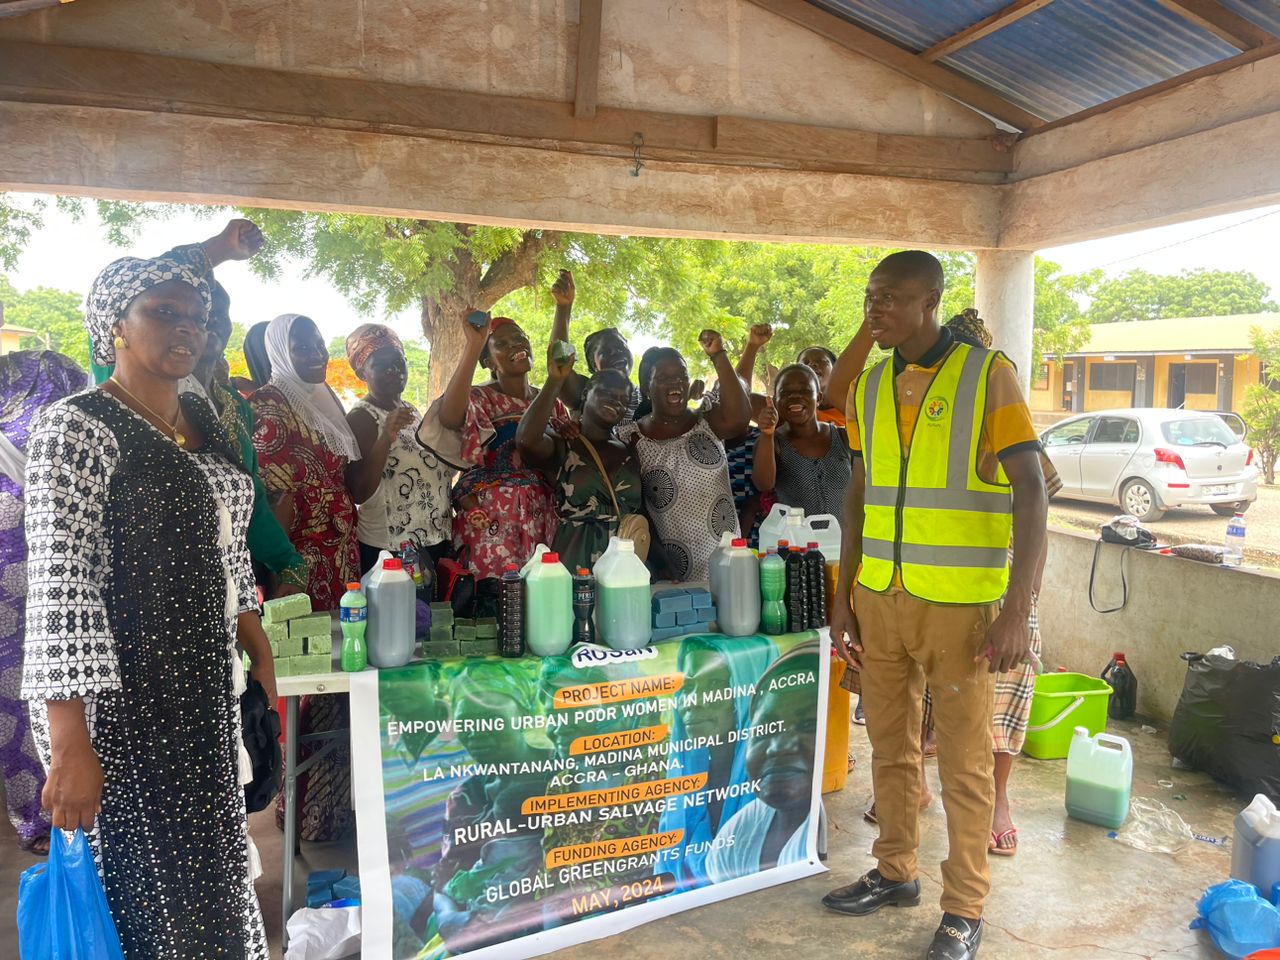 RUSaN
PROJECT NAME:
EMPOWERING URBAN POOR WOMEN IN MADINA, ACCRA
LOCATION:
LA NKWANTANANG, MADINA MUNICIPAL DISTRICT.
ACCRA - GHANA.
IMPLEMENTING AGENCY:
RURAL-URBAN SALVAGE NETWORK
FUNDING AGENCY:
GLOBAL GREENGRANTS FUNDS
MAY, 2024